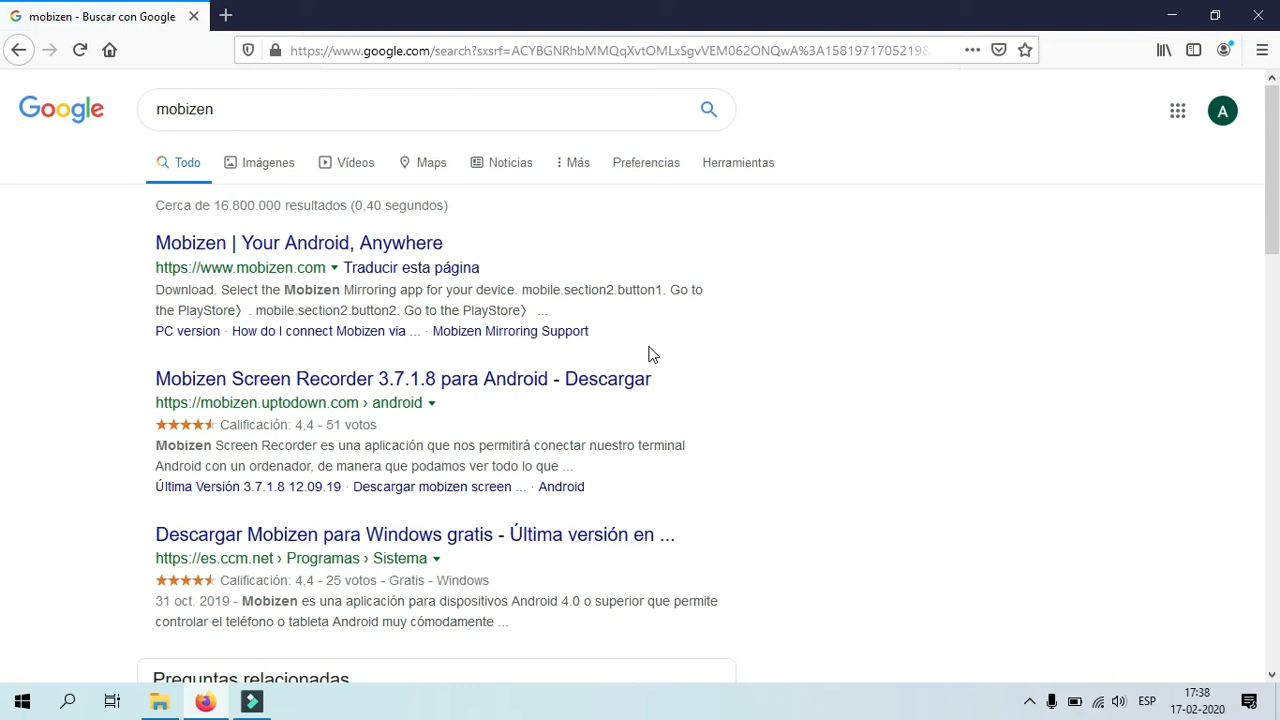 mobizen - Buscar con Google
https://www.google.com/search?sxsrf=ACYBGNRhbMMQqXvtOMLxSgvVEM062ONQwA%3A1581971705219
Google
mobizen
A
Todo Imágenes Vídeos Maps Noticias Más Preferencias Herramientas
Cerca de 16.800.000 resultados (0,40 segundos)
Mobizen | Your Android, Anywhere
https://www.mobizen.com Traducir esta página
Download. Select the Mobizen Mirroring app for your device. mobile.section2.button1. Go to
the PlayStore〉. mobile.section2.button2. Go to the PlayStore〉 ...
PC version · How do I connect Mobizen via ... · Mobizen Mirroring Support
Mobizen Screen Recorder 3.7.1.8 para Android - Descargar
https://mobizen.uptodown.com › android
Calificación: 4,4 - 51 votos
Mobizen Screen Recorder es una aplicación que nos permitirá conectar nuestro terminal
Android con un ordenador, de manera que podamos ver todo lo que ...
Última Versión 3.7.1.8 12.09.19 · Descargar mobizen screen ... · Android
Descargar Mobizen para Windows gratis - Última versión en ...
https://es.ccm.net › Programas › Sistema
Calificación: 4,4 - 25 votos - Gratis - Windows
31 oct. 2019 - Mobizen es una aplicación para dispositivos Android 4.0 o superior que permite
controlar el teléfono o tableta Android muy cómodamente ...
Preguntas relacionadas
ESP
17:38
17-02-2020